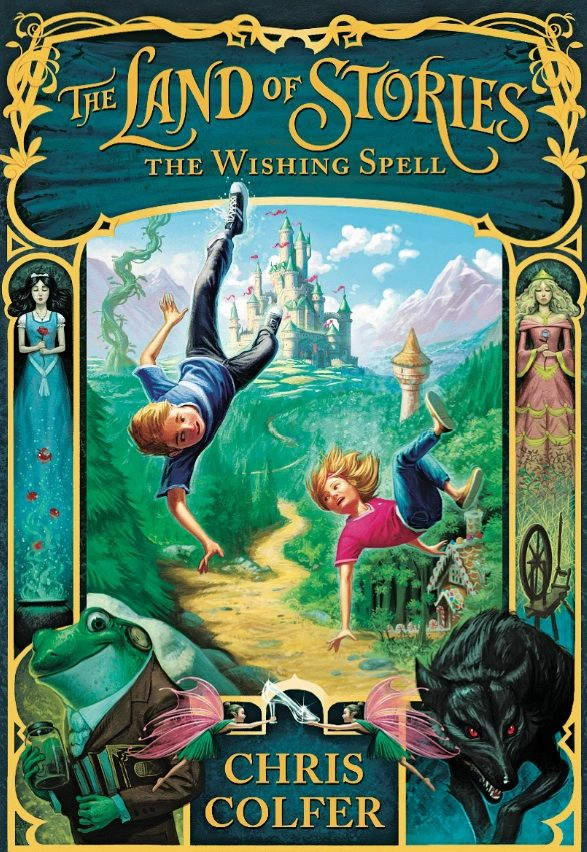 THE LAND OF STORIES
THE WISHING SPELL
CHRIS
COLFER